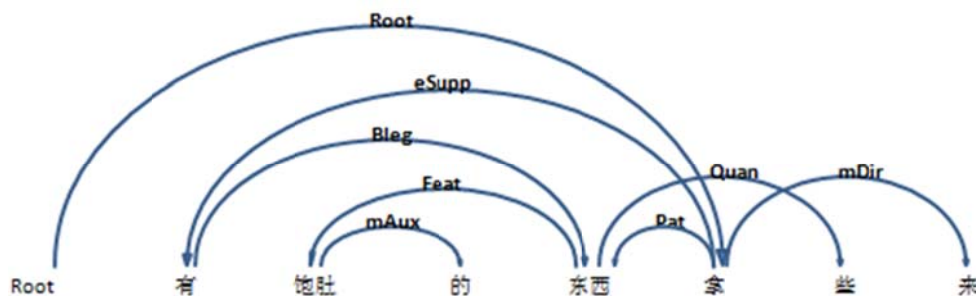 Root
eSupp
Bleg
Quan mDir
Feat
mAux Pat
Root 有 饱肚 的 东西 拿 些 来